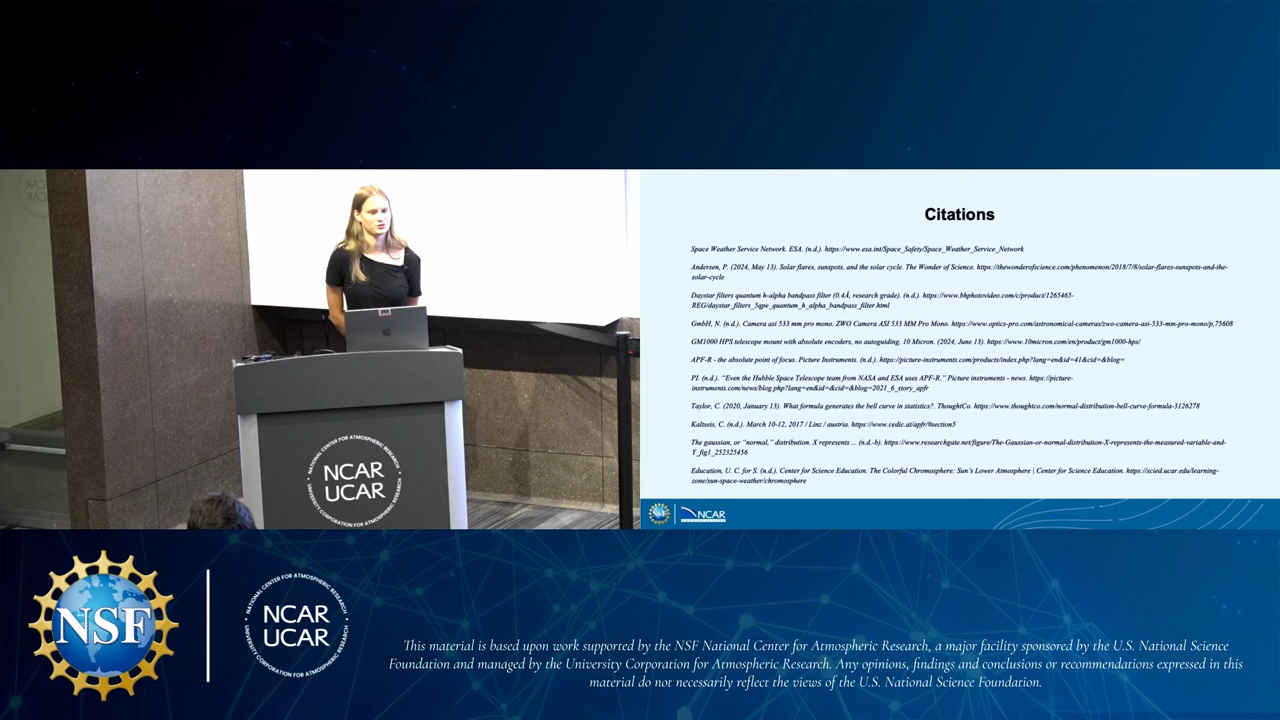 Citations
Space Weather Service Network. ESA. (n.d.). https://www.esa.int/Space_Safety/Space_Weather_Service_Network
Andersen, P. (2024, May 13). Solar flares, sunspots, and the solar cycle. The Wonder of Science. https://thewonderofscience.com/phenomenon/2018/7/8/solar-flares-sunspots-and-the-
solar-cycle
Daystar filters quantum h-alpha bandpass filter (0.4Å, research grade). (n.d.). https://www.bhphotovideo.com/c/product/1265465-
REG/daystar_filters_5qpe_quantum_h_alpha_bandpass_filter.html
GmbH, N. (n.d.). Camera asi 533 mm pro mono. ZWO Camera ASI 533 MM Pro Mono. https://www.optics-pro.com/astronomical-cameras/zwo-camera-asi-533-mm-pro-mono/p,75608
GM1000 HPS telescope mount with absolute encoders, no autoguiding. 10 Micron. (2024, June 13). https://www.10micron.com/en/product/gm1000-hps/
APF-R - the absolute point of focus. Picture Instruments. (n.d.). https://picture-instruments.com/products/index.php?lang=en&id=41&cid=&blog=
PI. (n.d.). "Even the Hubble Space Telescope team from NASA and ESA uses APF-R." Picture instruments - news. https://picture-
instruments.com/news/blog.php?lang=en&id=&cid=&blog=2021_6_story_apfr
Taylor, C. (2020, January 13). What formula generates the bell curve in statistics?. ThoughtCo. https://www.thoughtco.com/normal-distribution-bell-curve-formula-3126278
Kaltseis, C. (n.d.). March 10-12, 2017 / Linz / austria. https://www.cedic.at/apfr/#section5
The gaussian, or "normal," distribution. X represents ... (n.d.-b). https://www.researchgate.net/figure/The-Gaussian-or-normal-distribution-X-represents-the-measured-variable-and-
Y_fig1_252325456
Education, U. C. for S. (n.d.). Center for Science Education. The Colorful Chromosphere: Sun's Lower Atmosphere | Center for Science Education. https://scied.ucar.edu/learning-
zone/sun-space-weather/chromosphere
NSF
NCAR
NATIONAL CENTER FOR ATMOSPHERIC RESEARCH
NCAR
UCAR
UNIVERSITY CORPORATION FOR ATMOSPHERIC RESEARCH
NSF
NATIONAL CENTER FOR ATMOSPHERIC RESEARCH
NCAR
UCAR
UNIVERSITY CORPORATION FOR ATMOSPHERIC RESEARCH
This material is based upon work supported by the NSF National Center for Atmospheric Research, a major facility sponsored by the U.S. National Science
Foundation and managed by the University Corporation for Atmospheric Research. Any opinions, findings and conclusions or recommendations expressed in this
material do not necessarily reflect the views of the U.S. National Science Foundation.